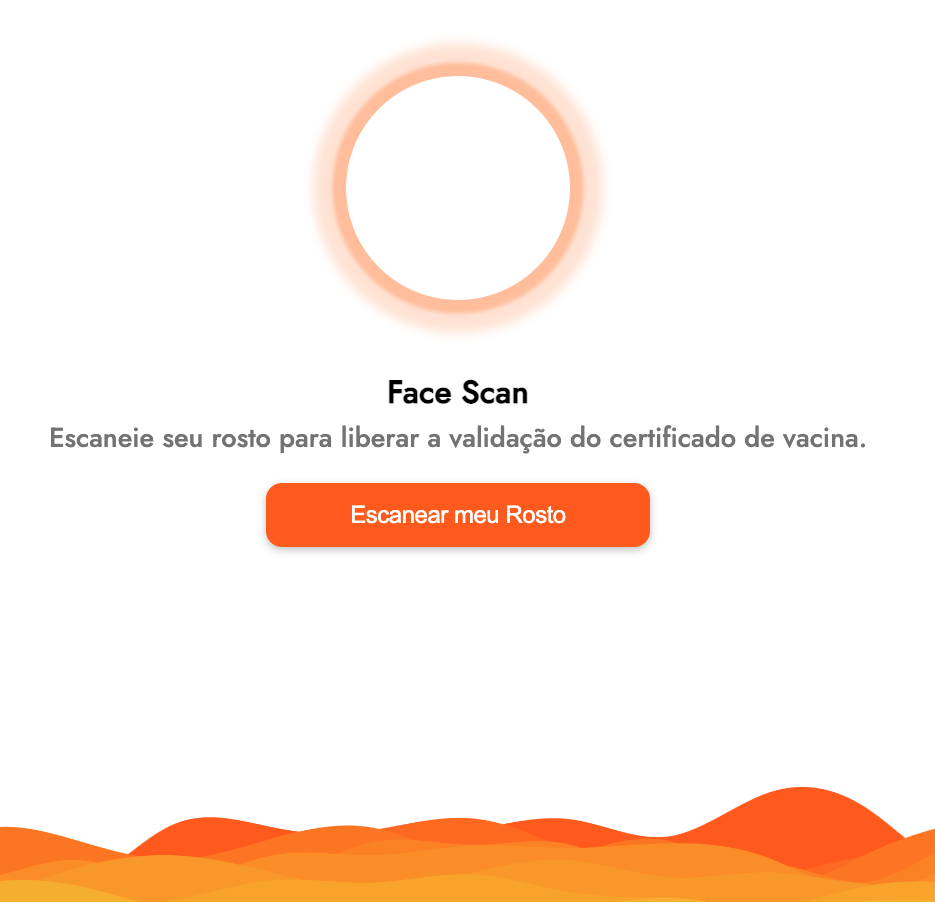 Face Scan
Escaneie seu rosto para liberar a validação do certificado de vacina.
Escanear meu Rosto